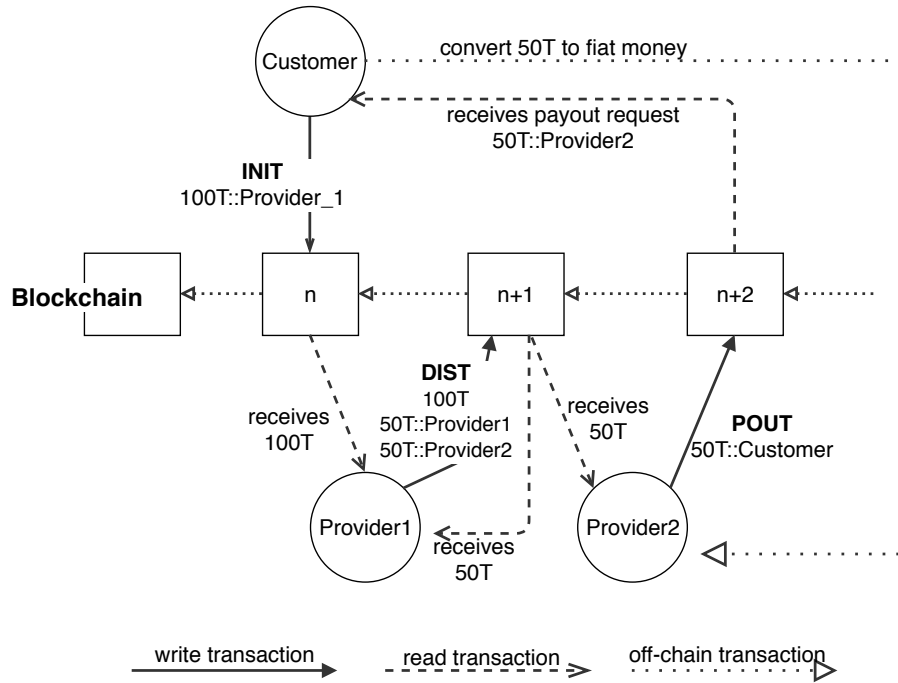 Customer
convert 50T to fiat money
receives payout request
50T::Provider2
INIT
100T::Provider_1
Blockchain
n
n+1
n+2
DIST
100T
50T::Provider1
50T::Provider2
receives
100T
receives
50T
POUT
50T::Customer
Provider1
Provider2
receives
50T
write transaction
read transaction
off-chain transaction